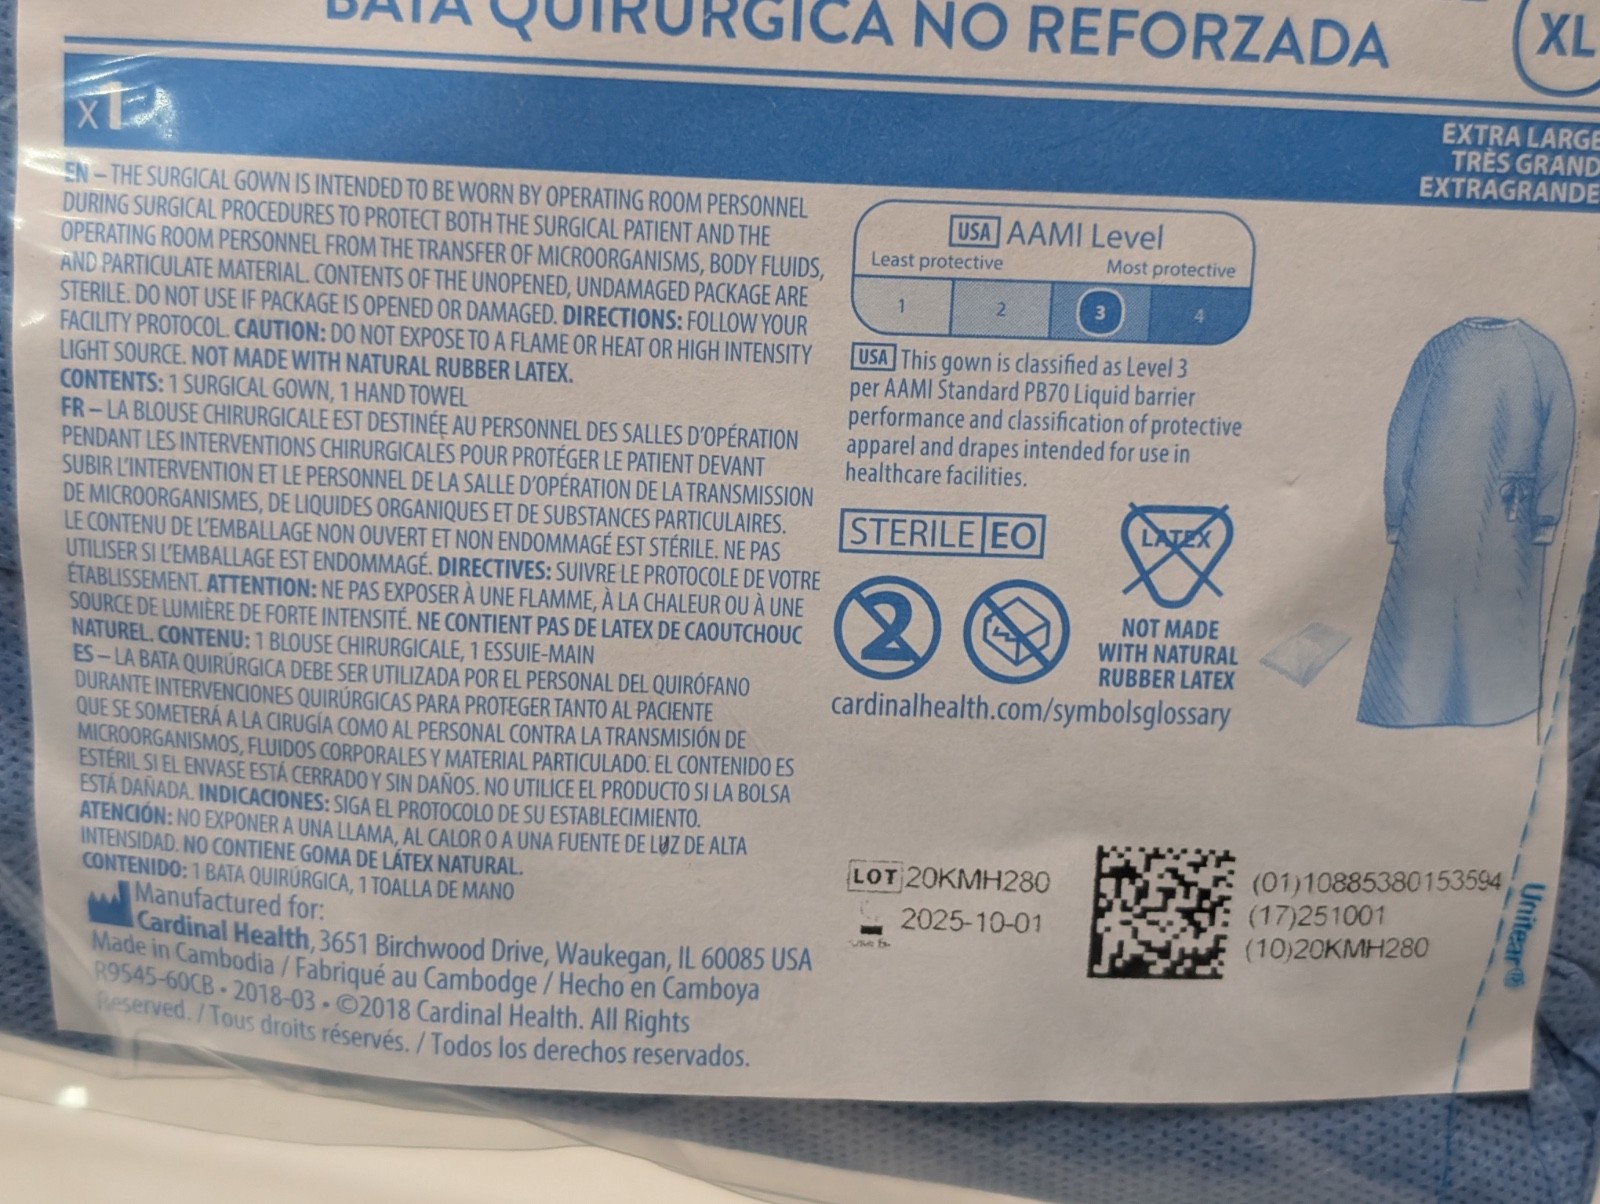 BATA QUIRÚRGICA NO REFORZADA
XL
x1
EXTRA LARGE
TRÈS GRAND
EXTRAGRANDE
EN – THE SURGICAL GOWN IS INTENDED TO BE WORN BY OPERATING ROOM PERSONNEL
DURING SURGICAL PROCEDURES TO PROTECT BOTH THE SURGICAL PATIENT AND THE
OPERATING ROOM PERSONNEL FROM THE TRANSFER OF MICROORGANISMS, BODY FLUIDS,
AND PARTICULATE MATERIAL. CONTENTS OF THE UNOPENED, UNDAMAGED PACKAGE ARE
STERILE. DO NOT USE IF PACKAGE IS OPENED OR DAMAGED. DIRECTIONS: FOLLOW YOUR
FACILITY PROTOCOL. CAUTION: DO NOT EXPOSE TO A FLAME OR HEAT OR HIGH INTENSITY
LIGHT SOURCE. NOT MADE WITH NATURAL RUBBER LATEX.
CONTENTS: 1 SURGICAL GOWN, 1 HAND TOWEL
FR – LA BLOUSE CHIRURGICALE EST DESTINÉE AU PERSONNEL DES SALLES D'OPÉRATION
PENDANT LES INTERVENTIONS CHIRURGICALES POUR PROTÉGER LE PATIENT DEVANT
SUBIR L'INTERVENTION ET LE PERSONNEL DE LA SALLE D'OPÉRATION DE LA TRANSMISSION
DE MICROORGANISMES, DE LIQUIDES ORGANIQUES ET DE SUBSTANCES PARTICULAIRES.
LE CONTENU DE L'EMBALLAGE NON OUVERT ET NON ENDOMMAGÉ EST STÉRILE. NE PAS
UTILISER SI L'EMBALLAGE EST ENDOMMAGÉ. DIRECTIVES: SUIVRE LE PROTOCOLE DE VOTRE
ÉTABLISSEMENT. ATTENTION: NE PAS EXPOSER À UNE FLAMME, À LA CHALEUR OU À UNE
SOURCE DE LUMIÈRE DE FORTE INTENSITÉ. NE CONTIENT PAS DE LATEX DE CAOUTCHOUC
NATUREL. CONTENU: 1 BLOUSE CHIRURGICALE, 1 ESSUIE-MAIN
ES – LA BATA QUIRÚRGICA DEBE SER UTILIZADA POR EL PERSONAL DEL QUIRÓFANO
DURANTE INTERVENCIONES QUIRÚRGICAS PARA PROTEGER TANTO AL PACIENTE
QUE SE SOMETERÁ A LA CIRUGÍA COMO AL PERSONAL CONTRA LA TRANSMISIÓN DE
MICROORGANISMOS, FLUIDOS CORPORALES Y MATERIAL PARTICULADO. EL CONTENIDO ES
ESTÉRIL SI EL ENVASE ESTÁ CERRADO Y SIN DAÑOS. NO UTILICE EL PRODUCTO SI LA BOLSA
ESTÁ DAÑADA. INDICACIONES: SIGA EL PROTOCOLO DE SU ESTABLECIMIENTO.
ATENCIÓN: NO EXPONER A UNA LLAMA, AL CALOR O A UNA FUENTE DE LUZ DE ALTA
INTENSIDAD. NO CONTIENE GOMA DE LÁTEX NATURAL.
CONTENIDO: 1 BATA QUIRÚRGICA, 1 TOALLA DE MANO
Manufactured for:
Cardinal Health, 3651 Birchwood Drive, Waukegan, IL 60085 USA
Made in Cambodia / Fabriqué au Cambodge / Hecho en Camboya
R9545-60CB • 2018-03 • ©2018 Cardinal Health. All Rights
Reserved. / Tous droits réservés. / Todos los derechos reservados.
USA AAMI Level
Least protective Most protective
1 2 3 4
USA This gown is classified as Level 3
per AAMI Standard PB70 Liquid barrier
performance and classification of protective
apparel and drapes intended for use in
healthcare facilities.
STERILE EO
LATEX
2
NOT MADE
WITH NATURAL
RUBBER LATEX
cardinalhealth.com/symbolsglossary
LOT 20KMH280
2025-10-01
(01)10885380153594
(17)251001
(10)20KMH280
Unitear®